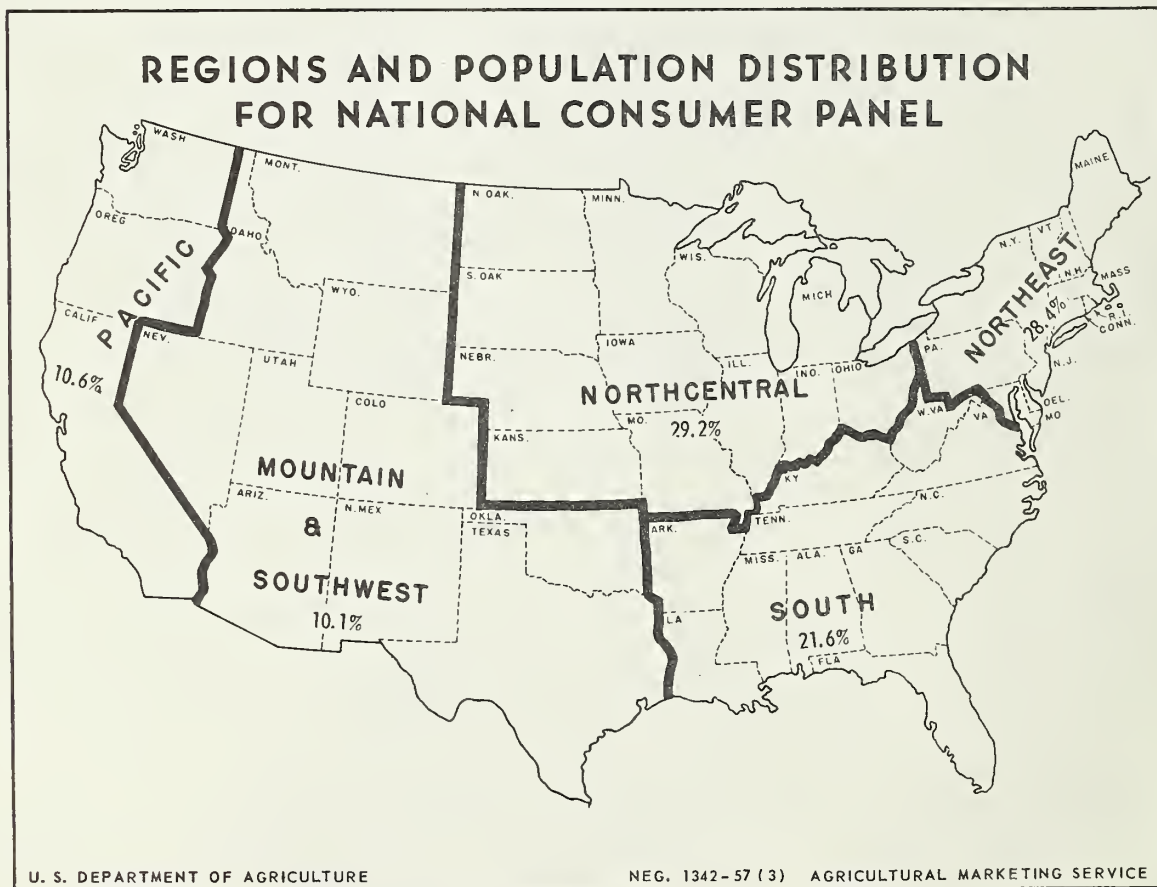 REGIONS AND POPULATION DISTRIBUTION
FOR NATIONAL CONSUMER PANEL
WASH
MONT.
N. DAK.
MINN.
MAINE
OREG
IDAHO
N.Y.
VT
WIS.
S. DAK
N.H.
MASS
PACIFIC
WYO.
MICH
NORTHEAST
28.4%
R.I.
CONN.
CALIF
NEV.
IOWA
PA.
UTAH
NEBR.
ILL.
IND.
OHIO
N.J.
10.6%
NORTHCENTRAL
COLO
W.VA
VA
DEL.
MD
MO.
29.2%
KANS.
MOUNTAIN
&
SOUTHWEST
10.1%
KY
ARIZ.
N.MEX
N.C.
OKLA.
TEXAS
ARK.
TENN.
S.C.
MISS.
ALA.
GA
LA
SOUTH
21.6%
FLA
U. S. DEPARTMENT OF AGRICULTURE
NEG. 1342-57 (3) AGRICULTURAL MARKETING SERVICE